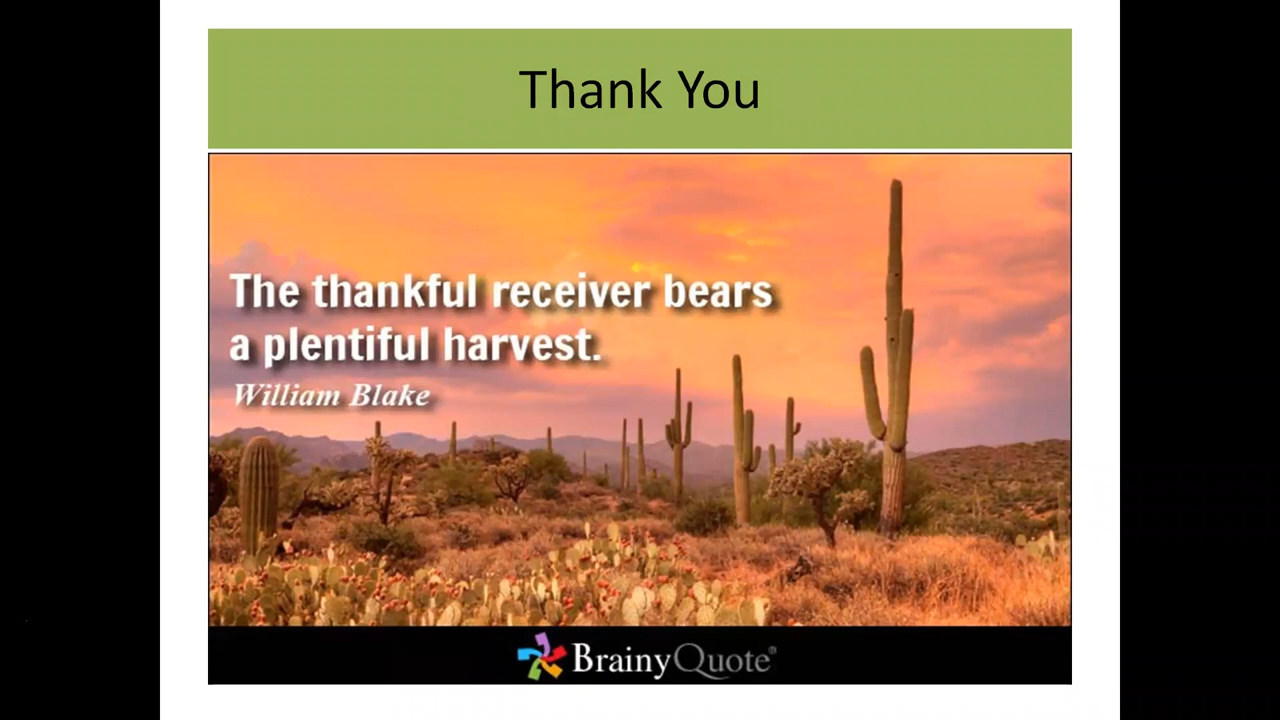 Thank You
The thankful receiver bears
a plentiful harvest.
William Blake
BrainyQuote®